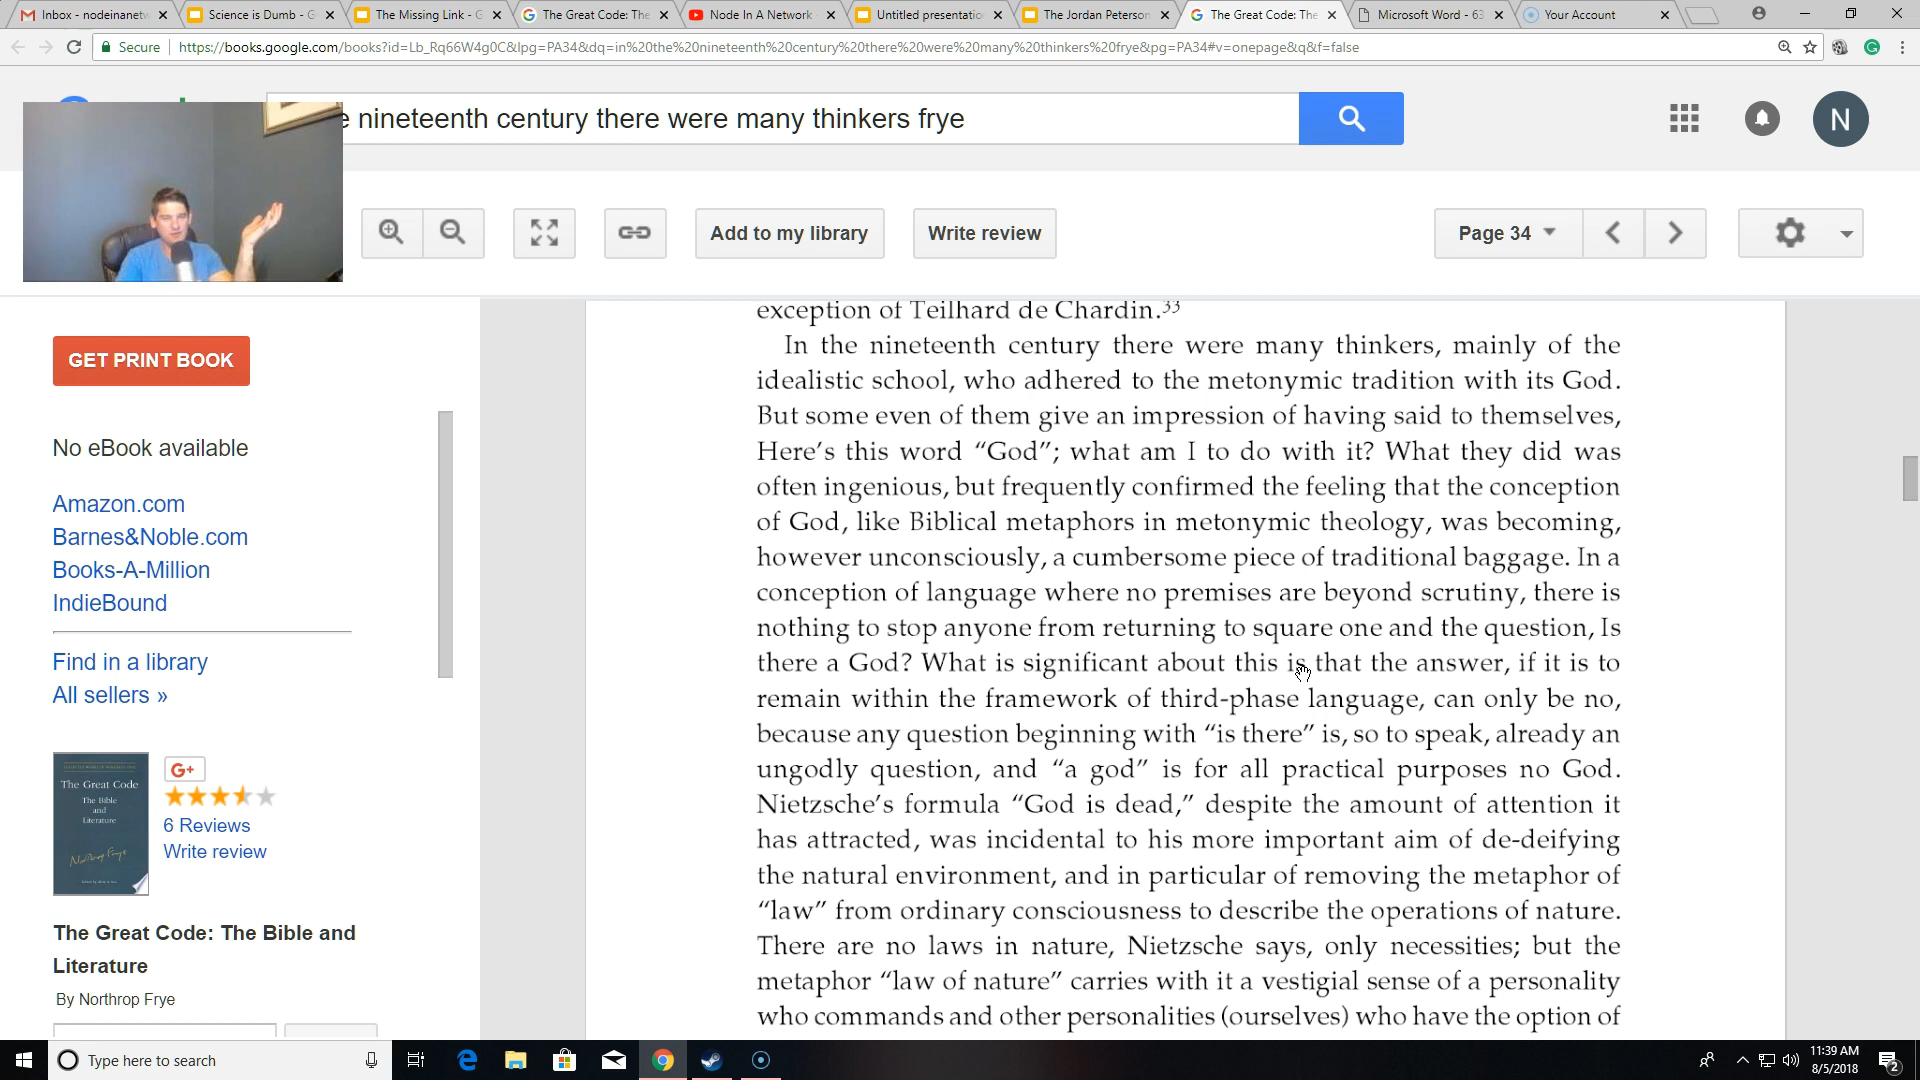 Inbox - nodeinanetw
Science is Dumb - G
The Missing Link - G
The Great Code: The
Node In A Network
Untitled presentatio
The Jordan Peterson
The Great Code: The
Microsoft Word - 63
Your Account
Secure
https://books.google.com/books?id=Lb_Rq66W4g0C&lpg=PA34&dq=in%20the%20nineteenth%20century%20there%20were%20many%20thinkers%20frye&pg=PA34#v=onepage&q&f=false
e nineteenth century there were many thinkers frye
N
Add to my library
Write review
Page 34
GET PRINT BOOK
No eBook available
Amazon.com
Barnes&Noble.com
Books-A-Million
IndieBound
Find in a library
All sellers »
The Great Code
The Bible
and
Literature
Northrop Frye
G+
6 Reviews
Write review
The Great Code: The Bible and
Literature
By Northrop Frye
exception of Teilhard de Chardin.33
In the nineteenth century there were many thinkers, mainly of the
idealistic school, who adhered to the metonymic tradition with its God.
But some even of them give an impression of having said to themselves,
Here's this word "God"; what am I to do with it? What they did was
often ingenious, but frequently confirmed the feeling that the conception
of God, like Biblical metaphors in metonymic theology, was becoming,
however unconsciously, a cumbersome piece of traditional baggage. In a
conception of language where no premises are beyond scrutiny, there is
nothing to stop anyone from returning to square one and the question, Is
there a God? What is significant about this is that the answer, if it is to
remain within the framework of third-phase language, can only be no,
because any question beginning with "is there" is, so to speak, already an
ungodly question, and "a god" is for all practical purposes no God.
Nietzsche's formula "God is dead," despite the amount of attention it
has attracted, was incidental to his more important aim of de-deifying
the natural environment, and in particular of removing the metaphor of
"law" from ordinary consciousness to describe the operations of nature.
There are no laws in nature, Nietzsche says, only necessities; but the
metaphor "law of nature" carries with it a vestigial sense of a personality
who commands and other personalities (ourselves) who have the option of
Type here to search
11:39 AM
8/5/2018
2